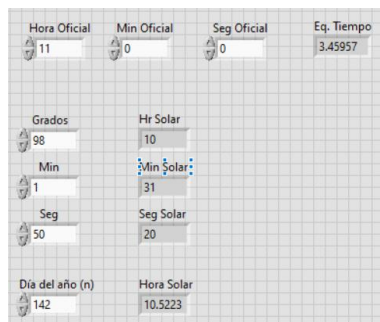 Hora Oficial Min Oficial Seg Oficial Eq. Tiempo
11 0 0 3.45957
Grados Hr Solar
98 10
Min Min Solar
1 31
Seg Seg Solar
50 20
Día del año (n) Hora Solar
142 10.5223